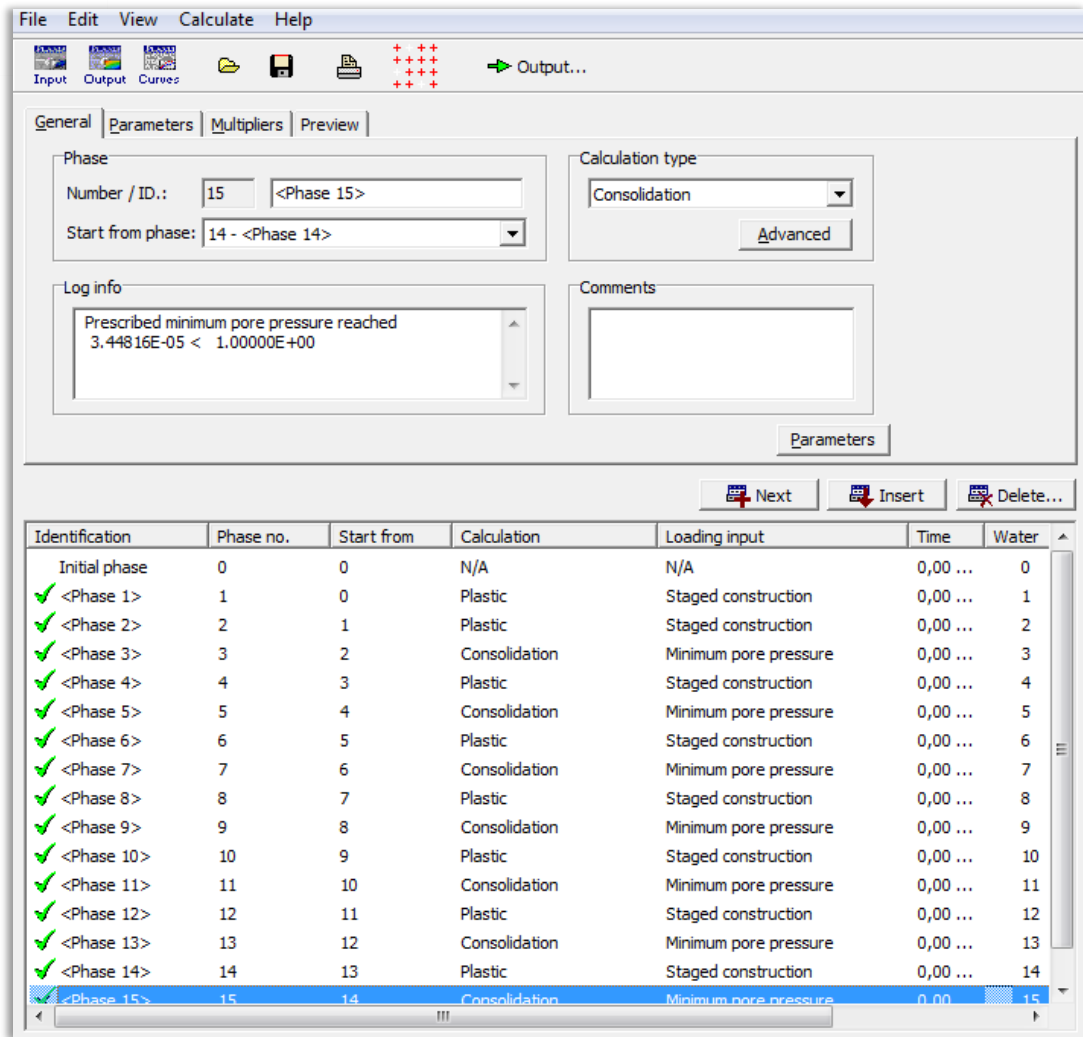 File Edit View Calculate Help
Input Output Curves Output...
General Parameters Multipliers Preview
Phase
Number / ID.: 15 <Phase 15>
Start from phase: 14 - <Phase 14>
Calculation type
Consolidation
Advanced
Log info
Prescribed minimum pore pressure reached
3.44816E-05 < 1.00000E+00
Comments
Parameters
Next Insert Delete...
Identification Phase no. Start from Calculation Loading input Time Water
Initial phase 0 0 N/A N/A 0,00 ... 0
<Phase 1> 1 0 Plastic Staged construction 0,00 ... 1
<Phase 2> 2 1 Plastic Staged construction 0,00 ... 2
<Phase 3> 3 2 Consolidation Minimum pore pressure 0,00 ... 3
<Phase 4> 4 3 Plastic Staged construction 0,00 ... 4
<Phase 5> 5 4 Consolidation Minimum pore pressure 0,00 ... 5
<Phase 6> 6 5 Plastic Staged construction 0,00 ... 6
<Phase 7> 7 6 Consolidation Minimum pore pressure 0,00 ... 7
<Phase 8> 8 7 Plastic Staged construction 0,00 ... 8
<Phase 9> 9 8 Consolidation Minimum pore pressure 0,00 ... 9
<Phase 10> 10 9 Plastic Staged construction 0,00 ... 10
<Phase 11> 11 10 Consolidation Minimum pore pressure 0,00 ... 11
<Phase 12> 12 11 Plastic Staged construction 0,00 ... 12
<Phase 13> 13 12 Consolidation Minimum pore pressure 0,00 ... 13
<Phase 14> 14 13 Plastic Staged construction 0,00 ... 14
<Phase 15> 15 14 Consolidation Minimum pore pressure 0,00 15